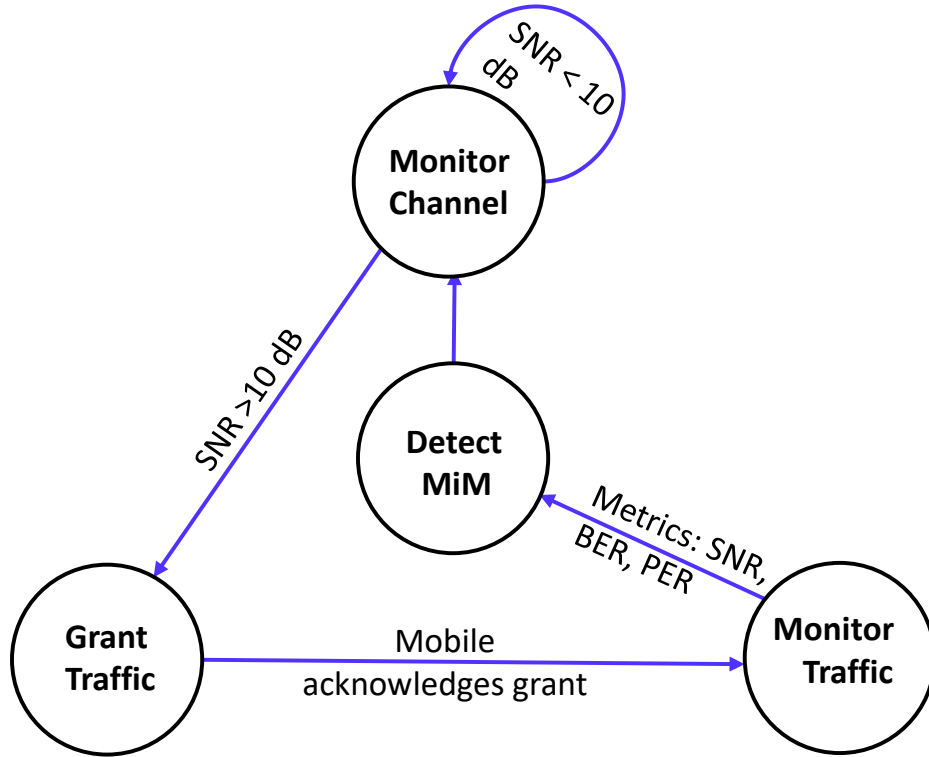 SNR < 10
dB
Monitor
Channel
SNR >10 dB
Detect
MiM
Metrics: SNR,
BER, PER
Grant
Traffic
Mobile
acknowledges grant
Monitor
Traffic